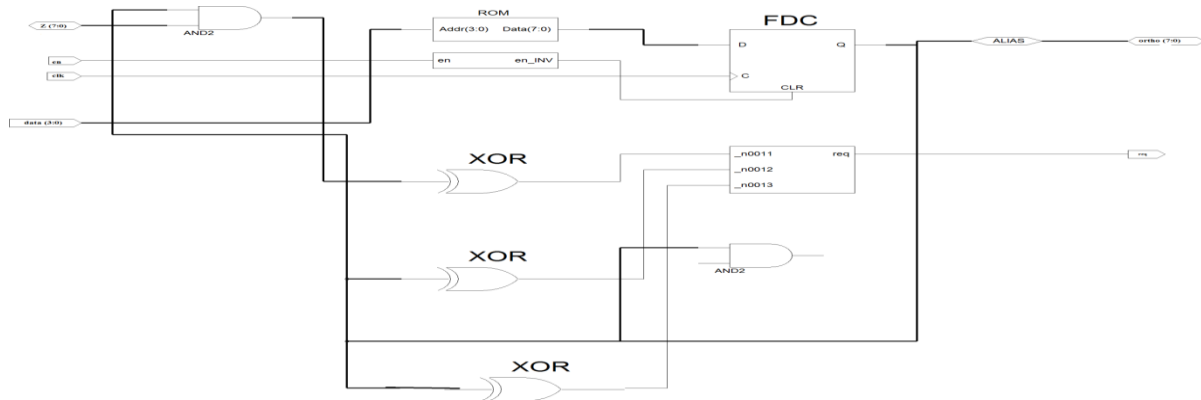 ROM
FDC
Z (7:0)
Addr(3:0) Data(7:0)
D Q
ALIAS
ortho (7:0)
AND2
en
en en_INV
clk
C
CLR
data (3:0)
XOR
_n0011 req
_n0012
_n0013
XOR
AND2
XOR